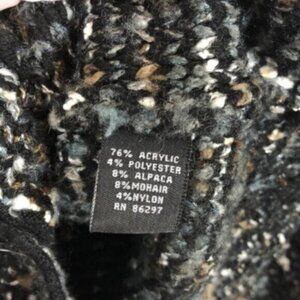 76% ACRYLIC
4% POLYESTER
8% ALPACA
8%MOHAIR
4%NYLON
RN 86297